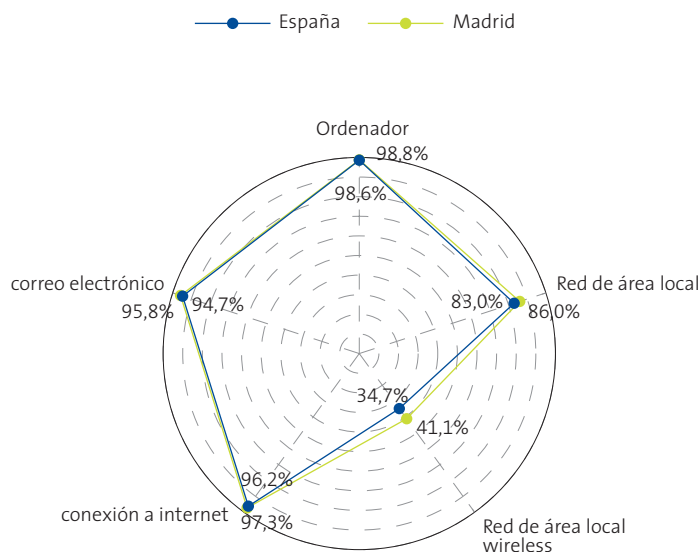 España
Madrid
Ordenador
98,8%
98,6%
correo electrónico
95,8%
94,7%
Red de área local
83,0%
86,0%
34,7%
41,1%
96,2%
conexión a internet
97,3%
Red de área local
wireless